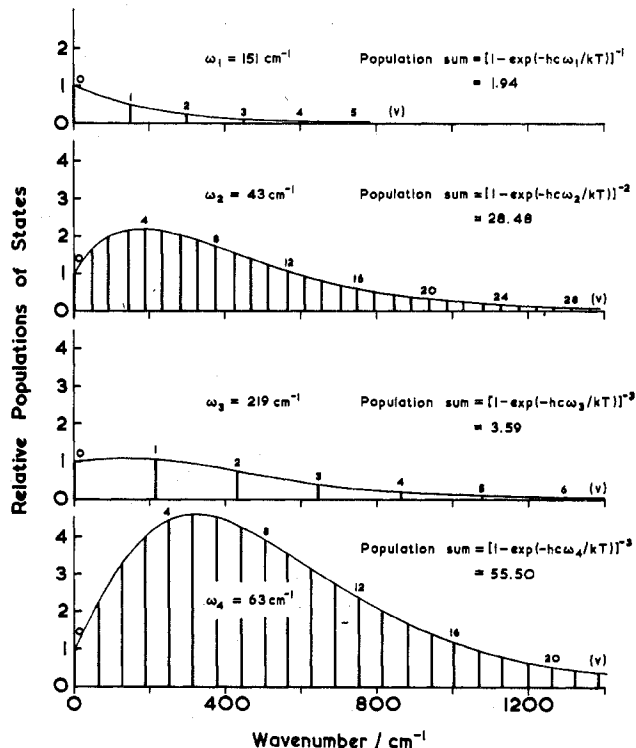 Relative Populations of States
4
3
2
1
0
ω₁ = 151 cm⁻¹
Population sum = [1-exp(-hcω₁/kT)]⁻¹
= 1.94
0 1 2 3 4 5 (v)
4
3
2
1
0
ω₂ = 43 cm⁻¹
Population sum = [1-exp(-hcω₂/kT)]⁻²
= 28.48
0 4 8 12 16 20 24 28 (v)
4
3
2
1
0
ω₃ = 219 cm⁻¹
Population sum = [1-exp(-hcω₃/kT)]⁻³
= 3.59
0 1 2 3 4 5 6 (v)
4
3
2
1
0
ω₄ = 63 cm⁻¹
Population sum = [1-exp(-hcω₄/kT)]⁻³
= 55.50
0 4 8 12 16 20 (v)
0 400 800 1200
Wavenumber / cm⁻¹